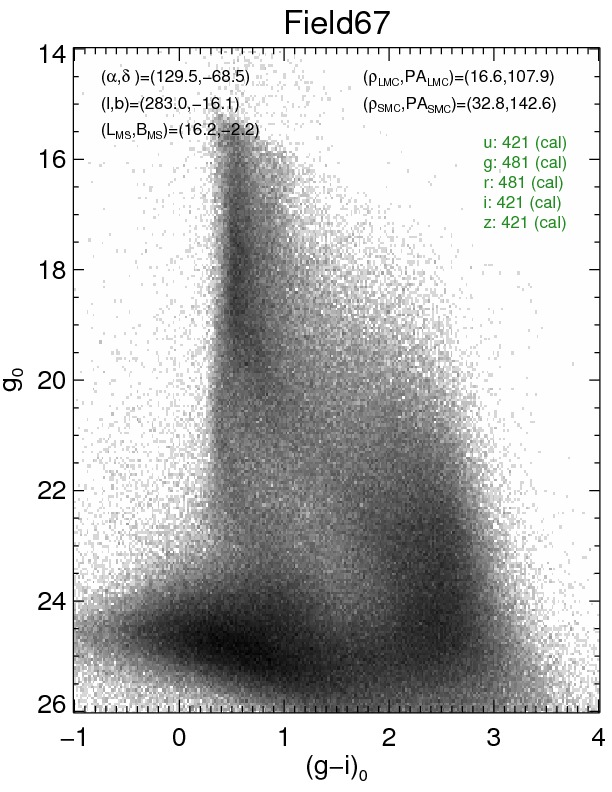 Field67
(α,δ )=(129.5,−68.5)
(l,b)=(283.0,−16.1)
(LMS,BMS)=(16.2,−2.2)
(ρLMC,PALMC)=(16.6,107.9)
(ρSMC,PASMC)=(32.8,142.6)
u: 421 (cal)
g: 481 (cal)
r: 481 (cal)
i: 421 (cal)
z: 421 (cal)
14
16
18
20
22
24
26
g0
−1 0 1 2 3 4
(g−i)0